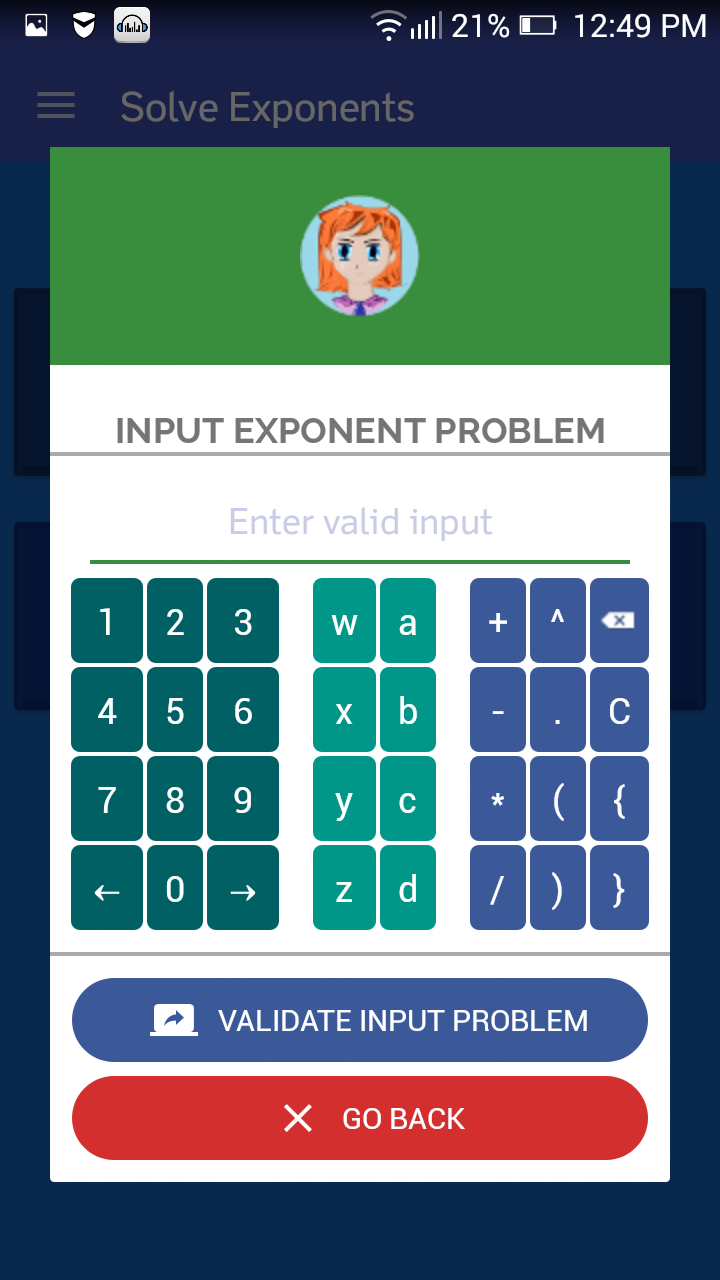 21% 12:49 PM
Solve Exponents
INPUT EXPONENT PROBLEM
Enter valid input
1 2 3 w a + ^
4 5 6 x b - . C
7 8 9 y c * ( {
← 0 → z d / ) }
VALIDATE INPUT PROBLEM
GO BACK